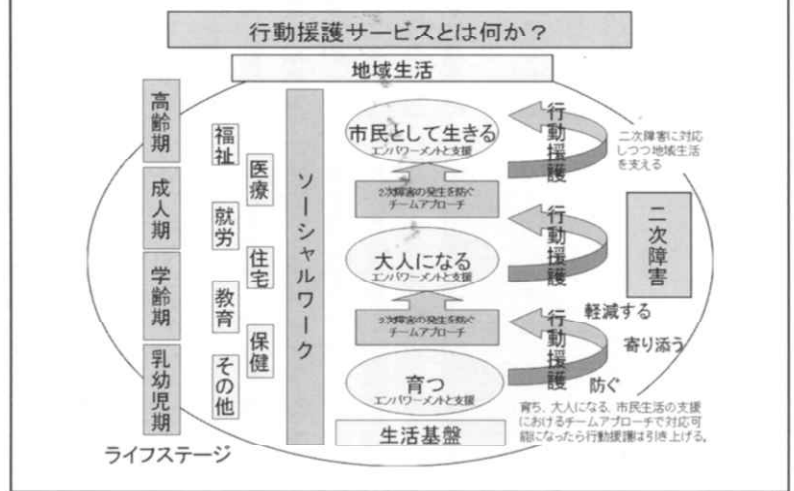 行動援護サービスとは何か？
地域生活
高齢期
成人期
学齢期
乳幼児期
ライフステージ
福祉
医療
就労
住宅
教育
保健
その他
ソーシャルワーク
市民として生きる
エンパワーメントと支援
2次障害の発生を防ぐ
チームアプローチ
大人になる
エンパワーメントと支援
次障害の発生を防ぐ
チームアプローチ
育つ
エンパワーメントと支援
生活基盤
行動援護
行動援護
行動援護
二次障害に対応
しつつ地域生活
を支える
二次障害
軽減する
寄り添う
防ぐ
育ち、大人になる、市民生活の支援
におけるチームアプローチで対応可
能になったら行動援護は引き上げる。